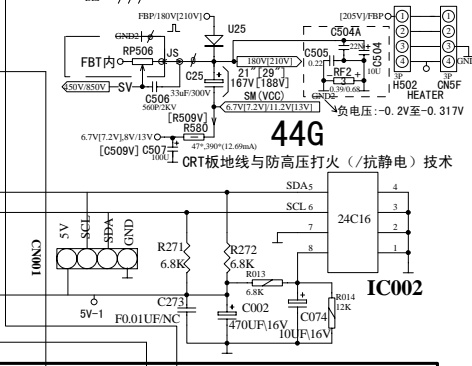 FBP/180V[210V]
U25
[205V]/FBP
GND2
RP506
JS
FBT内
SV
450V/850V
C506
560P/2KV
C25
33uF/300V
180V[210V]
21"[29"]
167V[188V]
SM(VCC)
6.7V[7.2V]/11.2V[13V]
C504A
22N
C505
0.22
C504
10U
RF2
0.39/0.68
GND2
负电压:-0.2V至-0.317V
1
2
3
4
3P
H502
1
2
3
4
3P
CN5F
GND
HEATER
[R509V]
R580
6.7V[7.2V],8V/13V
47*,390*(12.69mA)
[C509V]
C507
100U
44G
CRT板地线与防高压打火(/抗静电)技术
SDA 5
SCL 6
7
8
24C16
4
3
2
1
IC002
CN001
5V
SCL
SDA
GND
5V-1
R271
6.8K
R272
6.8K
R013
6.8K
R014
12K
C273
F0.01UF/NC
C002
470UF\16V
C074
10UF\16V